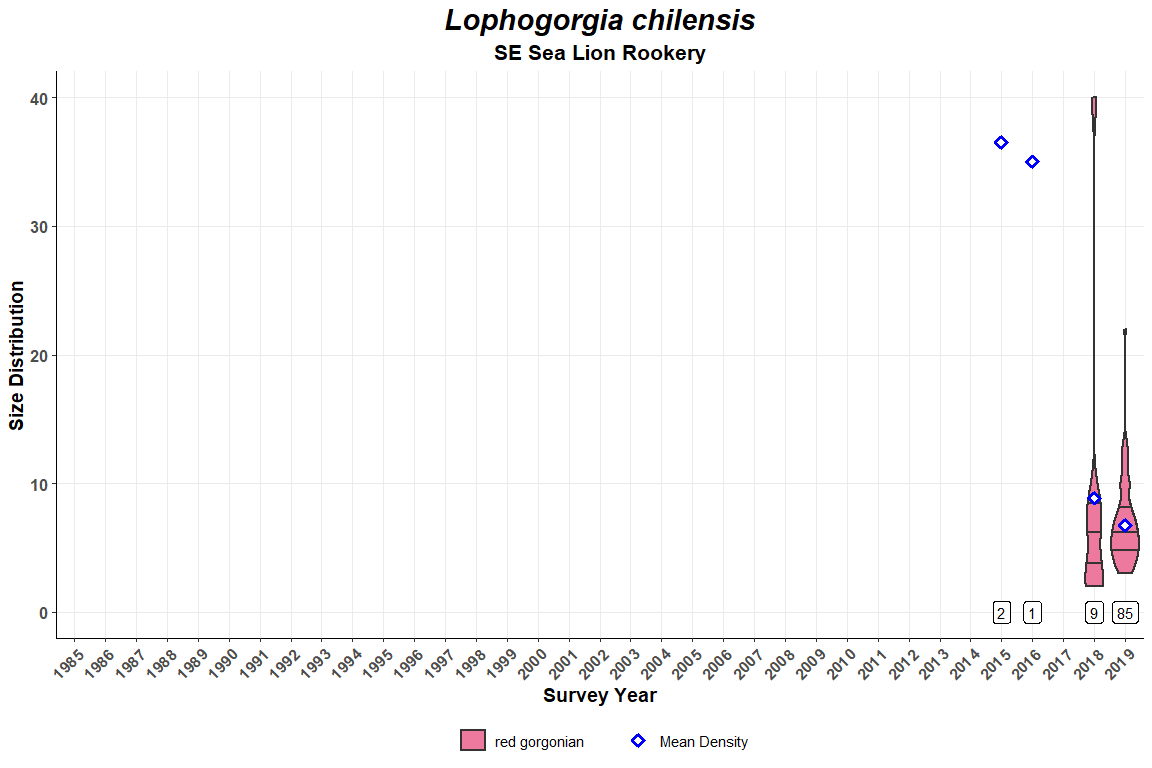 Lophogorgia chilensis
SE Sea Lion Rookery
Size Distribution
40
30
20
10
0
2 1 9 85
1985 1986 1987 1988 1989 1990 1991 1992 1993 1994 1995 1996 1997 1998 1999 2000 2001 2002 2003 2004 2005 2006 2007 2008 2009 2010 2011 2012 2013 2014 2015 2016 2017 2018 2019
Survey Year
red gorgonian Mean Density